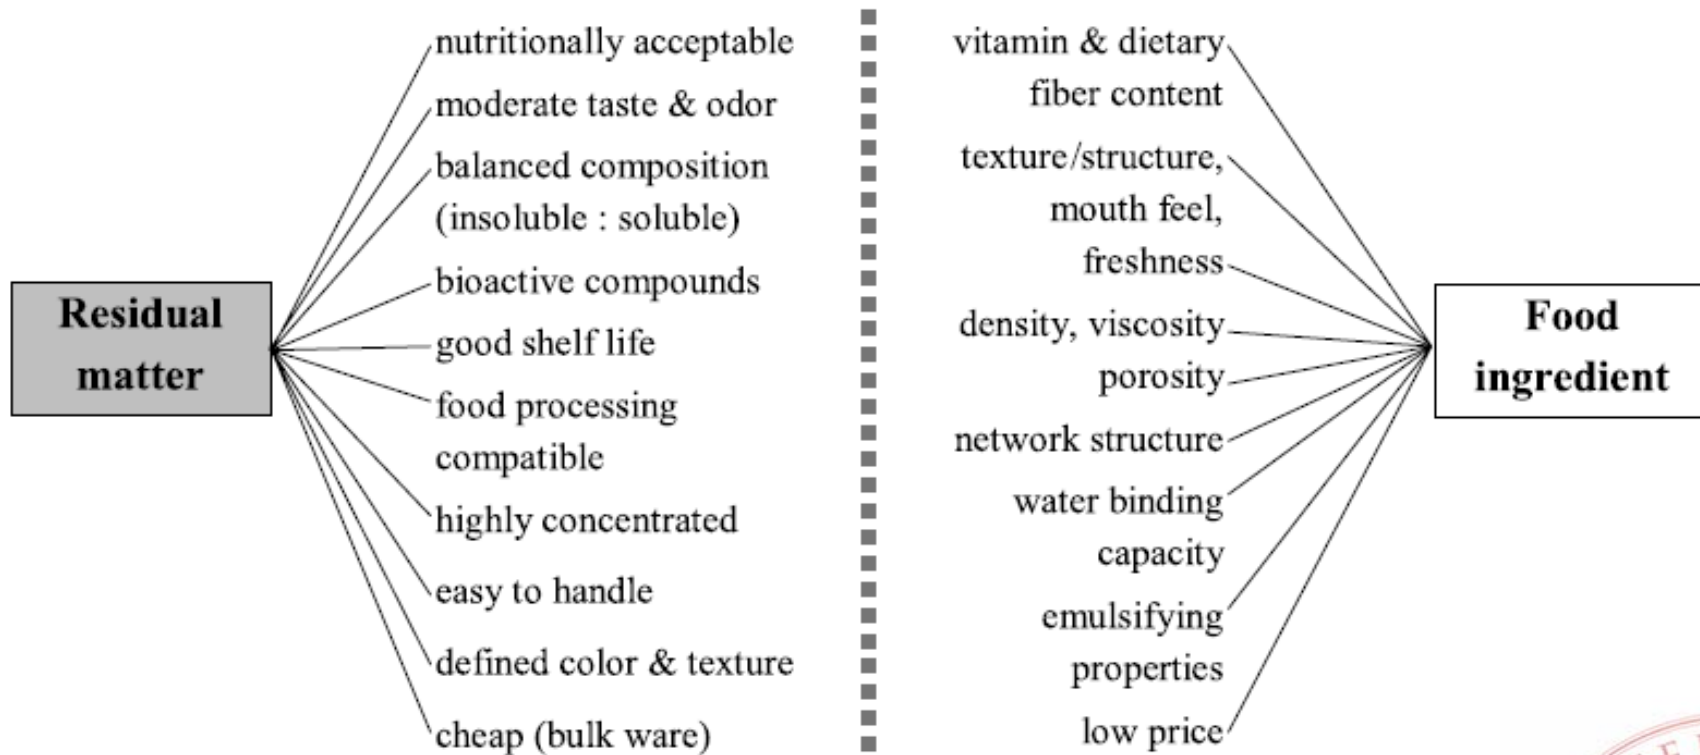 Residual
matter
nutritionally acceptable
moderate taste & odor
balanced composition
(insoluble : soluble)
bioactive compounds
good shelf life
food processing
compatible
highly concentrated
easy to handle
defined color & texture
cheap (bulk ware)
vitamin & dietary
fiber content
texture/structure,
mouth feel,
freshness
density, viscosity
porosity
network structure
water binding
capacity
emulsifying
properties
low price
Food
ingredient